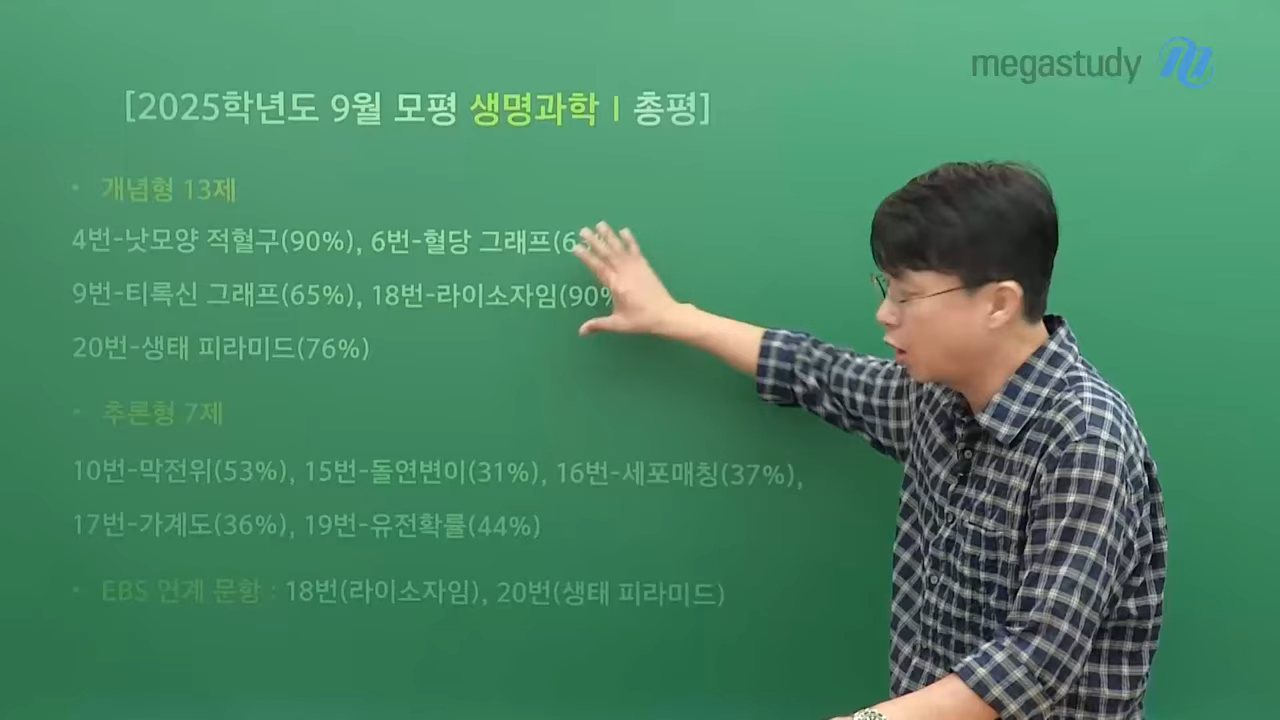 megastudy
[2025학년도 9월 모평 생명과학 I 총평]
• 개념형 13제
4번-낫모양 적혈구(90%), 6번-혈당 그래프(6
9번-티록신 그래프(65%), 18번-라이소자임(90%
20번-생태 피라미드(76%)
• 추론형 7제
10번-막전위(53%), 15번-돌연변이(31%), 16번-세포매칭(37%),
17번-가계도(36%), 19번-유전확률(44%)
• EBS 연계 문항 : 18번(라이소자임), 20번(생태 피라미드)